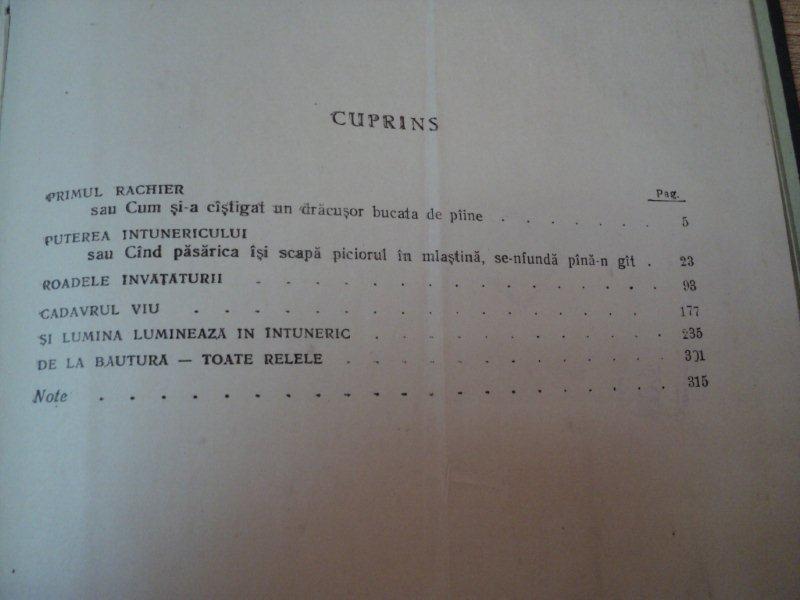 CUPRINS
Pag.
PRIMUL RACHIER
sau Cum şi-a cîştigat un drăcuşor bucata de pîine . . . . . . 5
PUTEREA INTUNERICULUI
sau Cînd păsărica îşi scapă piciorul în mlaştină, se-nfundă pînă-n gît . 23
ROADELE INVĂŢATURII . . . . . . . . . . . . . . 93
CADAVRUL VIU . . . . . . . . . . . . . . . . 177
ŞI LUMINA LUMINEAZĂ IN INTUNERIC . . . . . . . . . . 235
DE LA BAUTURA — TOATE RELELE . . . . . . . . . . . 301
Note . . . . . . . . . . . . . . . . . . . . 315